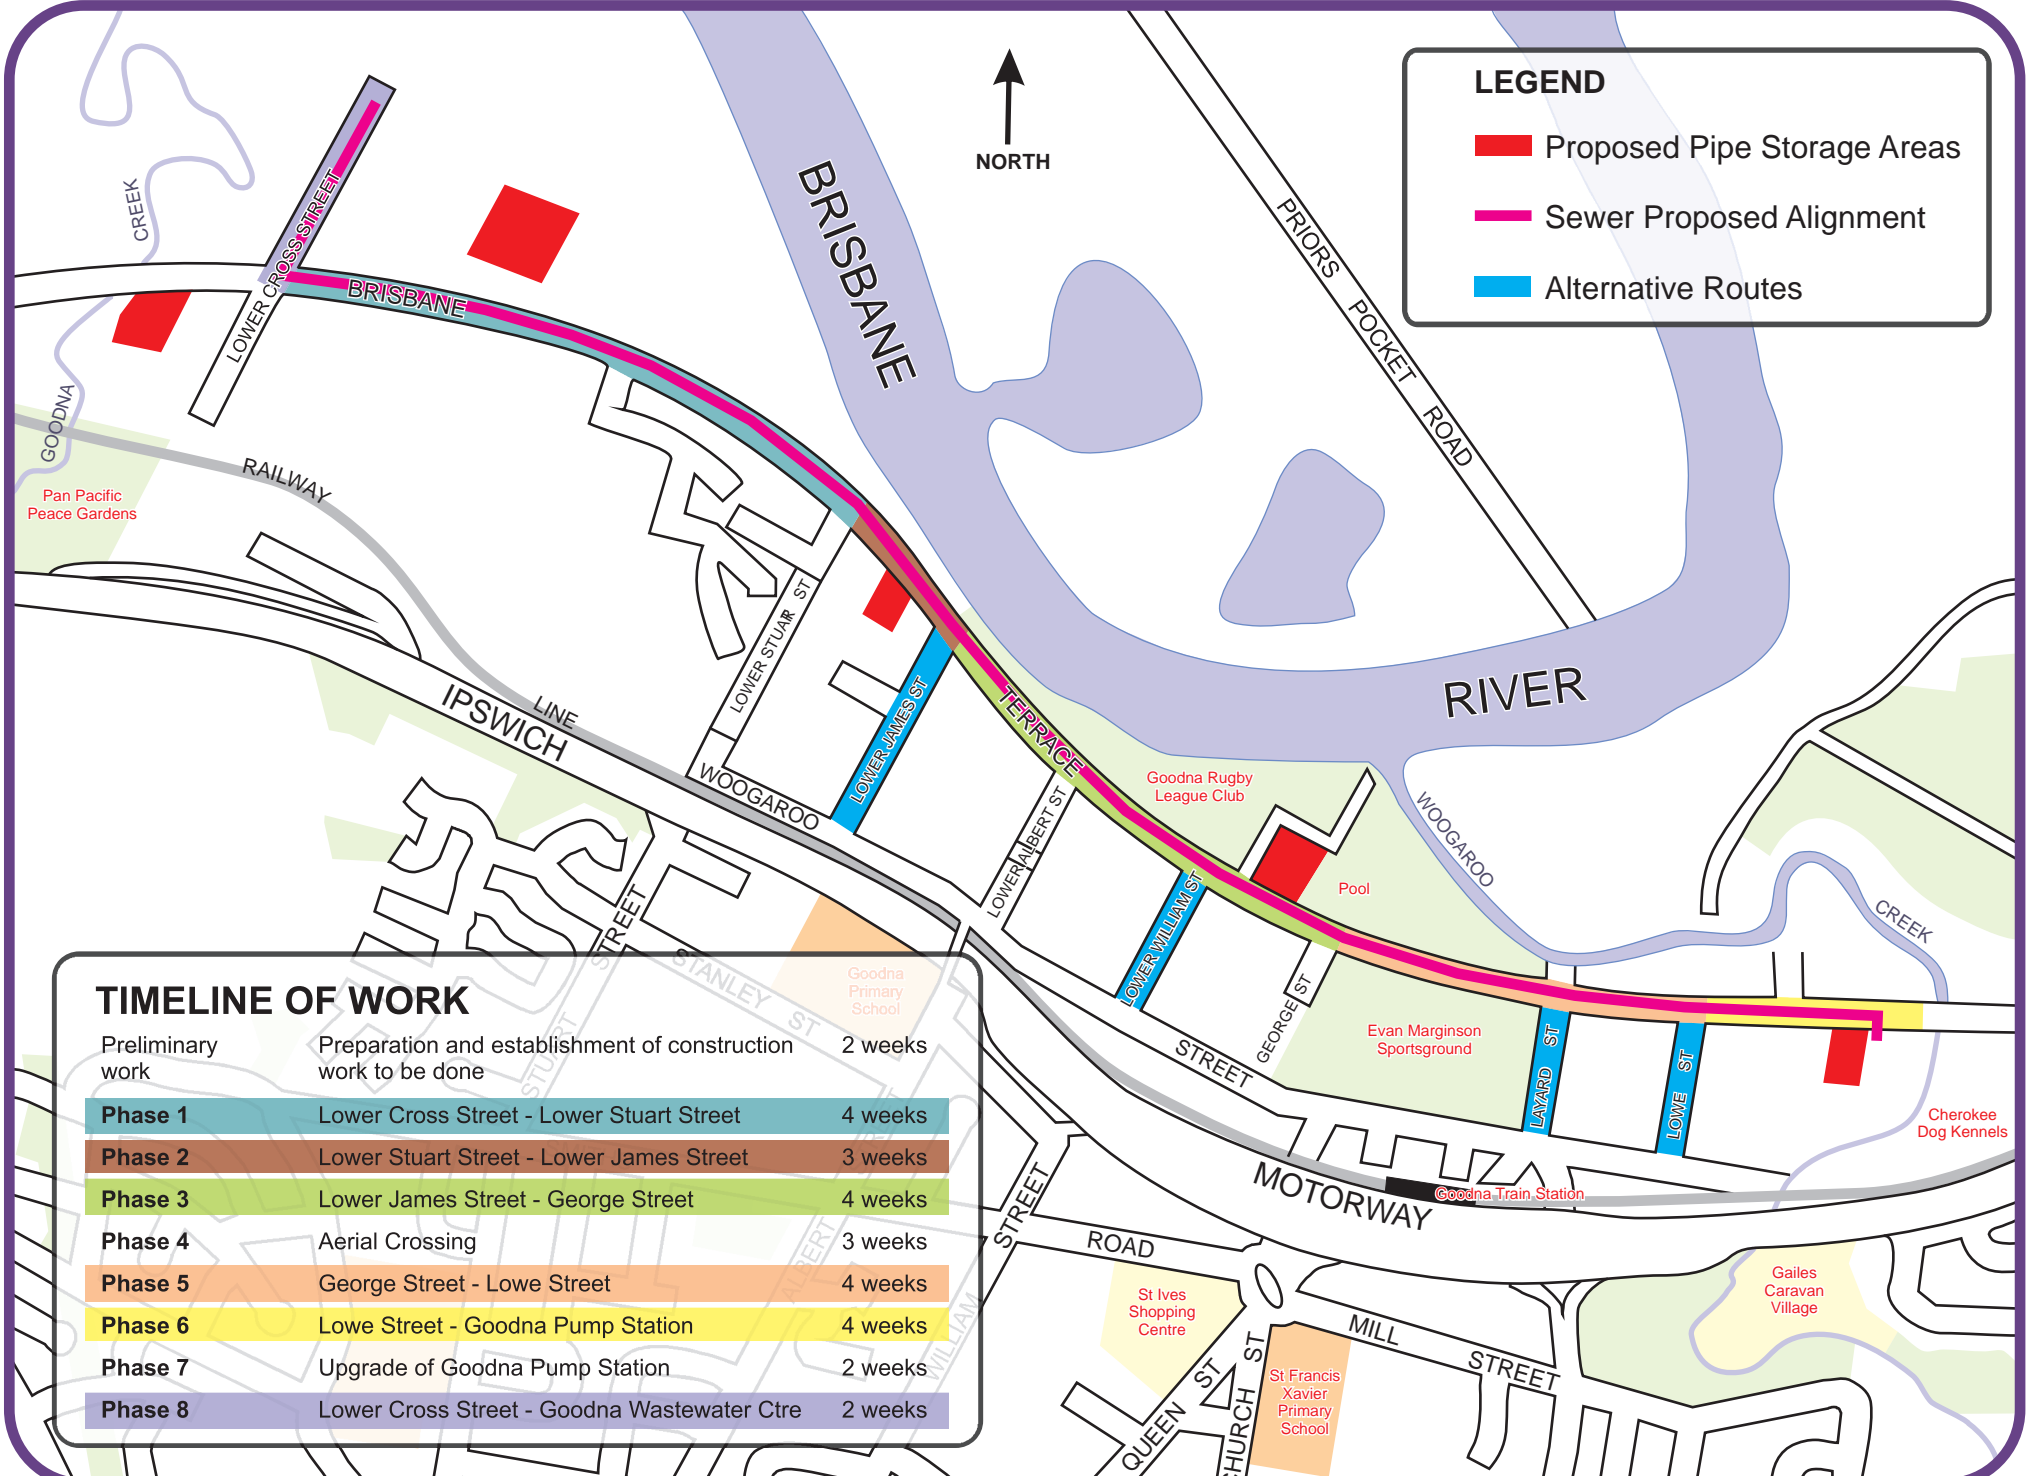 LEGEND
Proposed Pipe Storage Areas
Sewer Proposed Alignment
Alternative Routes
NORTH
BRISBANE
RIVER
PRIORS POCKET ROAD
CREEK
GOODNA
LOWER CROSS STREET
LOWER
BRISBANE
TERRACE
RAILWAY
LINE
Pan Pacific
Peace Gardens
IPSWICH
MOTORWAY
WOOGAROO
STREET
LOWER STUART ST
LOWER JAMES ST
LOWER ALBERT ST
LOWER WILLIAM ST
GEORGE ST
LAYARD ST
LOWE ST
Goodna Rugby
League Club
Pool
WOOGAROO
CREEK
Evan Marginson
Sportsground
Cherokee
Dog Kennels
Goodna Train Station
Gailes
Caravan
Village
STREET
STANLEY ST
Goodna
Primary
School
STUART
ALBERT
STREET
WILLIAM
STREET
ROAD
St Ives
Shopping
Centre
QUEEN ST
CHURCH ST
MILL
STREET
St Francis
Xavier
Primary
School
TIMELINE OF WORK
Preliminary work Preparation and establishment of construction work to be done 2 weeks
Phase 1 Lower Cross Street - Lower Stuart Street 4 weeks
Phase 2 Lower Stuart Street - Lower James Street 3 weeks
Phase 3 Lower James Street - George Street 4 weeks
Phase 4 Aerial Crossing 3 weeks
Phase 5 George Street - Lowe Street 4 weeks
Phase 6 Lowe Street - Goodna Pump Station 4 weeks
Phase 7 Upgrade of Goodna Pump Station 2 weeks
Phase 8 Lower Cross Street - Goodna Wastewater Ctre 2 weeks